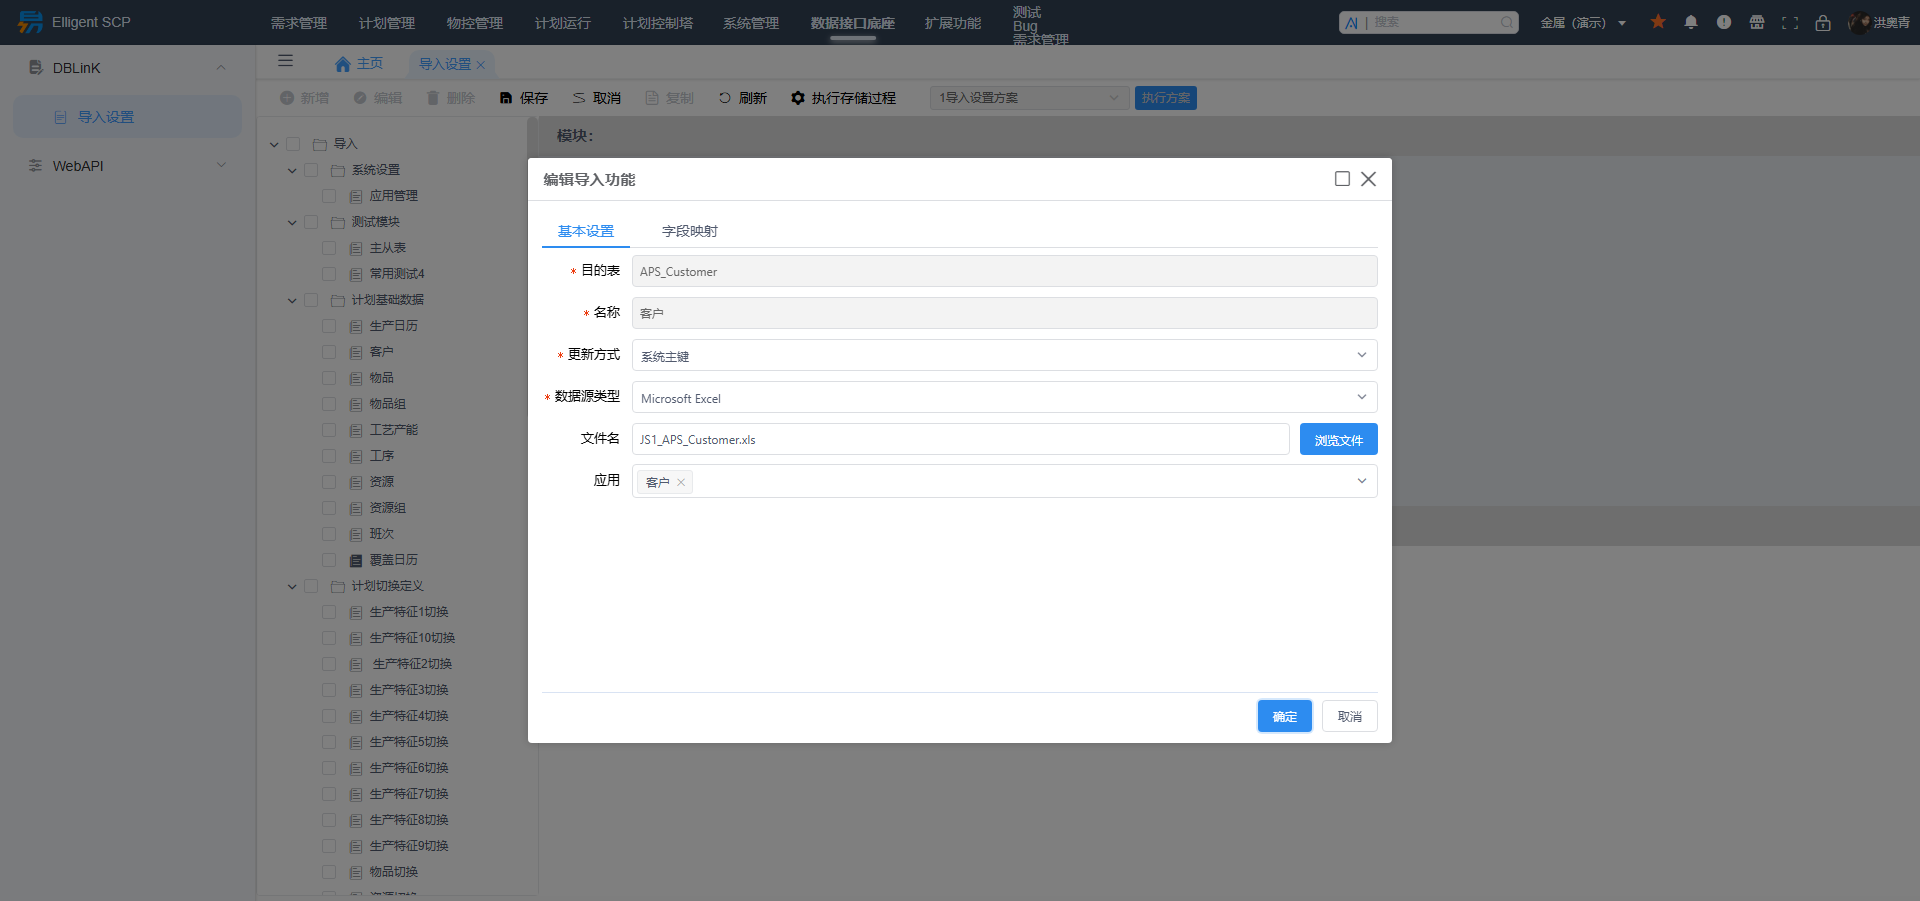 Elligent SCP
需求管理 计划管理 物控管理 计划运行 计划控制塔 系统管理 数据接口底座 扩展功能 测试 Bug 需求管理
AI | 搜索
金属（演示）
洪奥青
DBLinK
导入设置
WebAPI
主页 导入设置
新增 编辑 删除 保存 取消 复制 刷新 执行存储过程 1导入设置方案 执行方案
导入
系统设置
应用管理
测试模块
主从表
常用测试4
计划基础数据
生产日历
客户
物品
物品组
工艺产能
工序
资源
资源组
班次
覆盖日历
计划切换定义
生产特征1切换
生产特征10切换
生产特征2切换
生产特征3切换
生产特征4切换
生产特征5切换
生产特征6切换
生产特征7切换
生产特征8切换
生产特征9切换
物品切换
资源切换
模块:
编辑导入功能
基本设置 字段映射
* 目的表 APS_Customer
* 名称 客户
* 更新方式 系统主键
* 数据源类型 Microsoft Excel
文件名 JS1_APS_Customer.xls 浏览文件
应用 客户
确定 取消